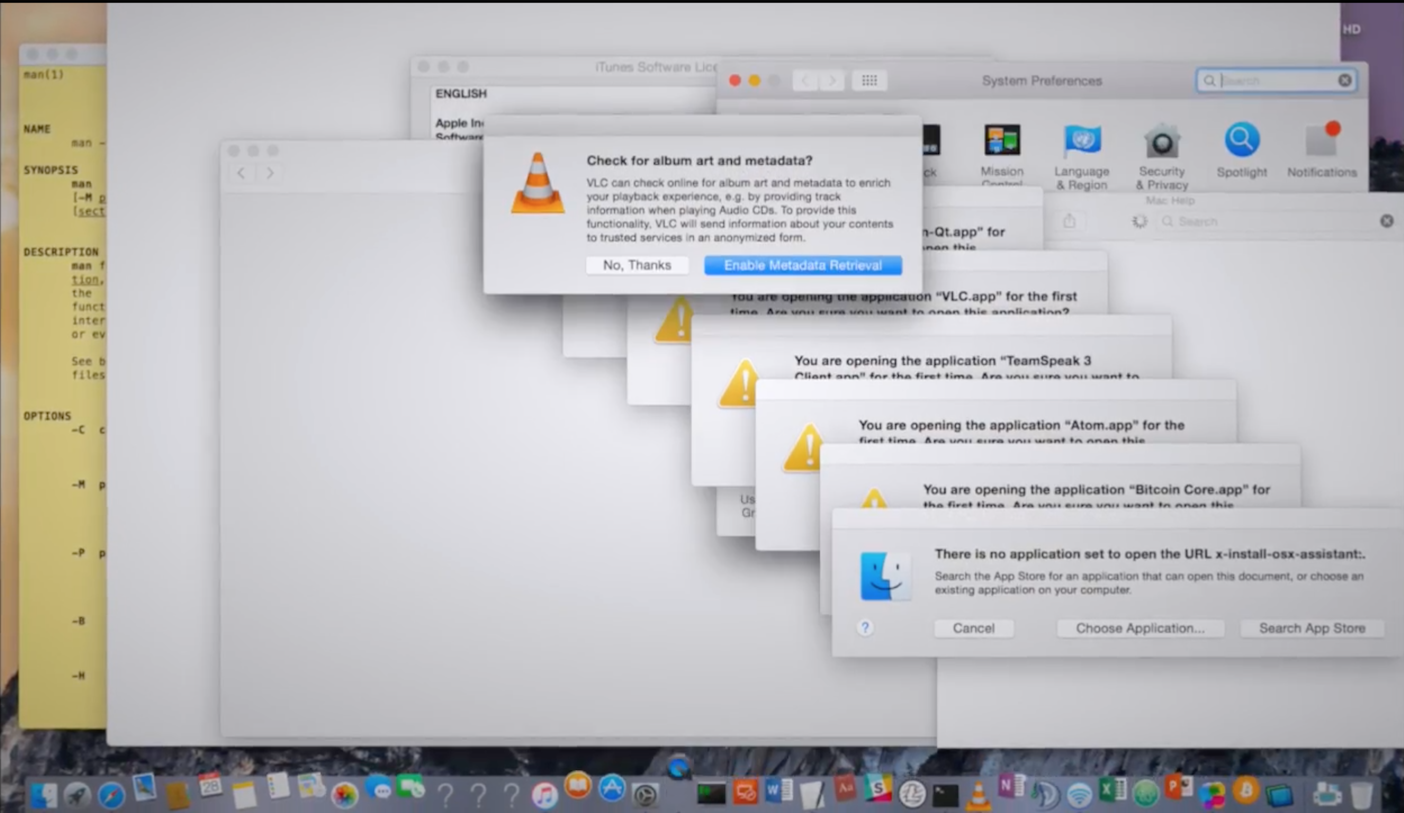 HD
man(1)
NAME
man –
SYNOPSIS
man
[-M p
[sect
DESCRIPTION
man f
tion,
the
funct
inter
or ev
See b
files
OPTIONS
-C c
-M p
-P p
-B
-H
iTunes Software Lice
ENGLISH
Apple Inc
Software
System Preferences
Search
ck
Mission
Control
Language
& Region
Security
& Privacy
Spotlight
Notifications
Mac Help
Search
Check for album art and metadata?
VLC can check online for album art and metadata to enrich
your playback experience, e.g. by providing track
information when playing Audio CDs. To provide this
functionality, VLC will send information about your contents
to trusted services in an anonymized form.
No, Thanks
Enable Metadata Retrieval
n-Qt.app” for
open this
You are opening the application “VLC.app” for the first
time. Are you sure you want to open this application?
You are opening the application “TeamSpeak 3
Client.app” for the first time. Are you sure you want to
You are opening the application “Atom.app” for the
first time. Are you sure you want to open this
Us
Gr
You are opening the application “Bitcoin Core.app” for
the first time. Are you sure you want to open this
There is no application set to open the URL x-install-osx-assistant:.
Search the App Store for an application that can open this document, or choose an
existing application on your computer.
?
Cancel
Choose Application...
Search App Store
28